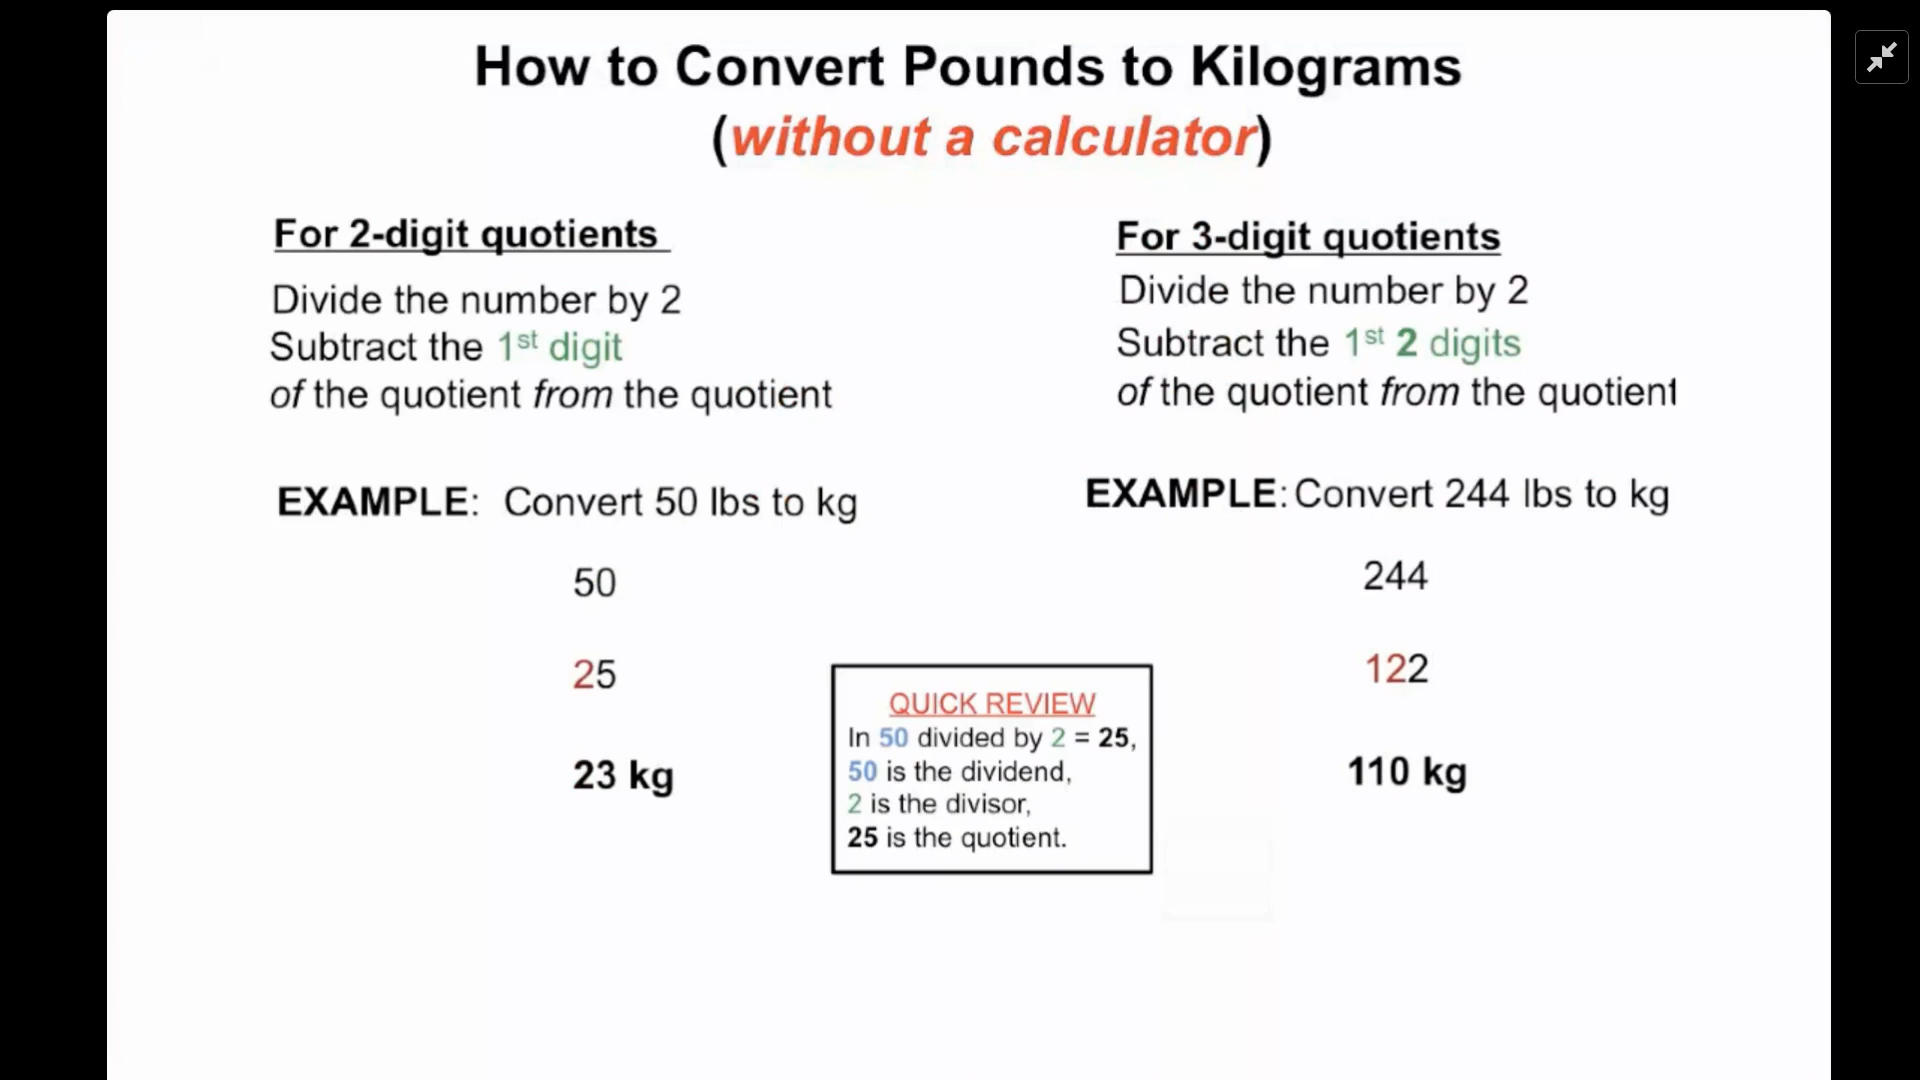 How to Convert Pounds to Kilograms
(without a calculator)
For 2-digit quotients
Divide the number by 2
Subtract the 1st digit
of the quotient from the quotient
EXAMPLE: Convert 50 lbs to kg
50
25
23 kg
For 3-digit quotients
Divide the number by 2
Subtract the 1st 2 digits
of the quotient from the quotient
EXAMPLE: Convert 244 lbs to kg
244
122
110 kg
QUICK REVIEW
In 50 divided by 2 = 25,
50 is the dividend,
2 is the divisor,
25 is the quotient.